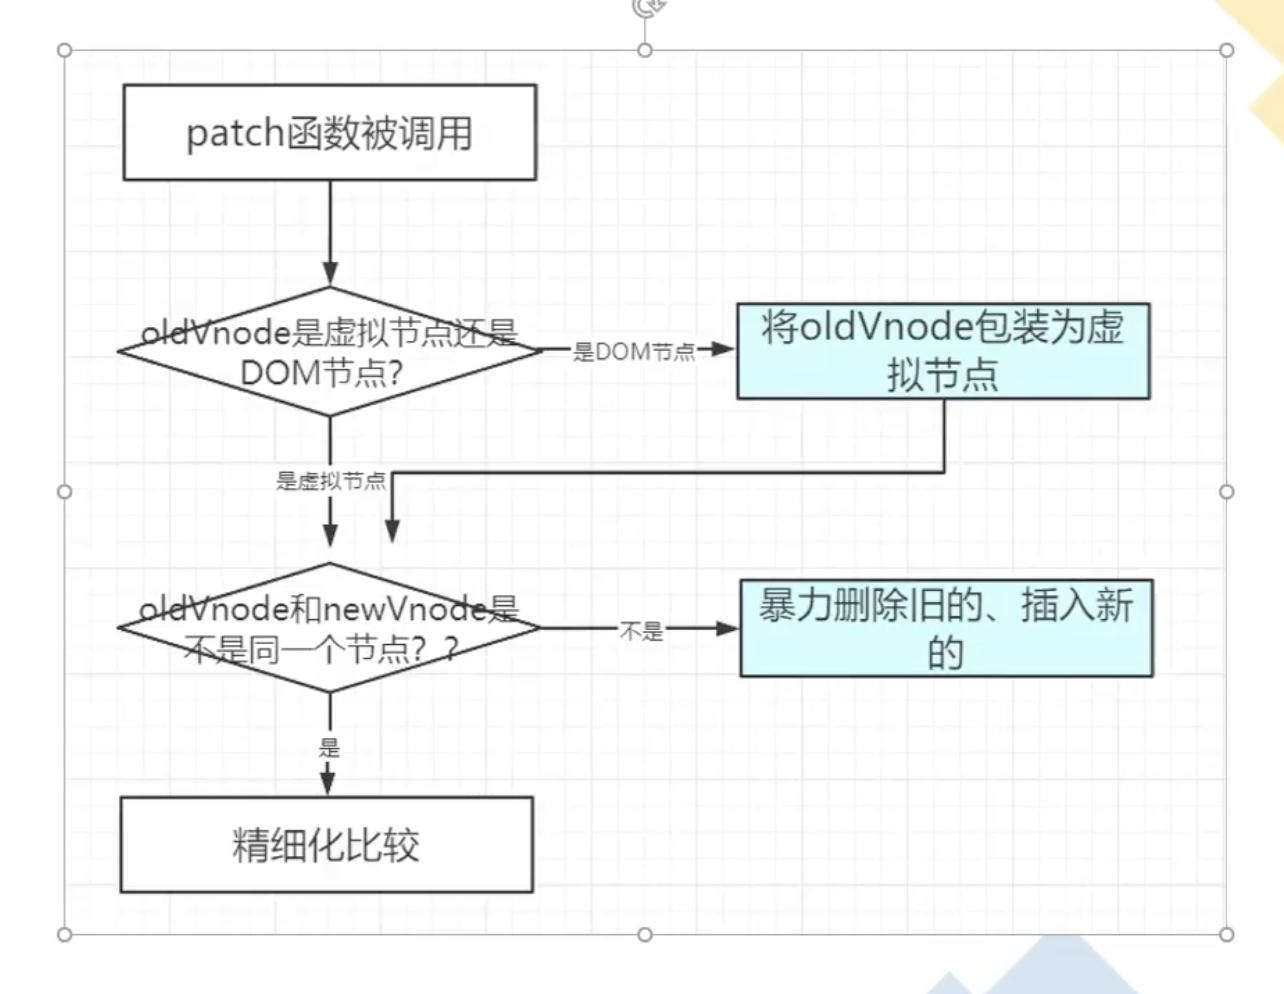 patch函数被调用
oldVnode是虚拟节点还是
DOM节点?
是DOM节点
将oldVnode包装为虚
拟节点
是虚拟节点
oldVnode和newVnode是
不是同一个节点？?
不是
暴力删除旧的、插入新
的
是
精细化比较